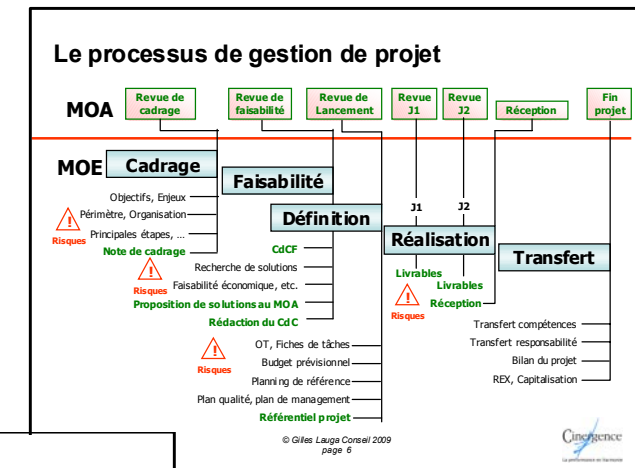 Le processus de gestion de projet
MOA
Revue de
cadrage
Revue de
faisabilité
Revue de
Lancement
Revue
J1
Revue
J2
Réception
Fin
projet
MOE
Cadrage
Objectifs, Enjeux
Périmètre, Organisation
Principales étapes, ...
Note de cadrage
!
Risques
Faisabilité
CdCF
Recherche de solutions
Faisabilité économique, etc.
Proposition de solutions au MOA
Rédaction du CdC
!
Risques
Définition
OT, Fiches de tâches
Budget prévisionnel
Planning de référence
Plan qualité, plan de management
Référentiel projet
!
Risques
J1
J2
Réalisation
Livrables
Livrables
Réception
!
Risques
Transfert
Transfert compétences
Transfert responsabilité
Bilan du projet
REX, Capitalisation
© Gilles Lauga Conseil 2009
page 6
Cinergence
La performance en harmonie